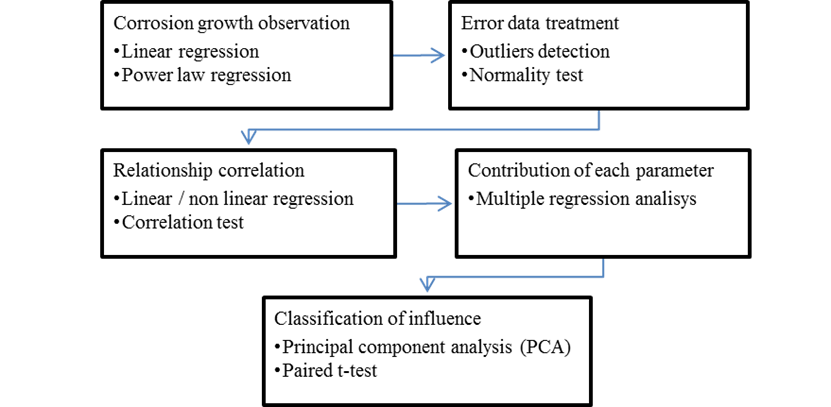 Corrosion growth observation
•Linear regression
•Power law regression
Error data treatment
•Outliers detection
•Normality test
Relationship correlation
•Linear / non linear regression
•Correlation test
Contribution of each parameter
•Multiple regression analisys
Classification of influence
•Principal component analysis (PCA)
•Paired t-test